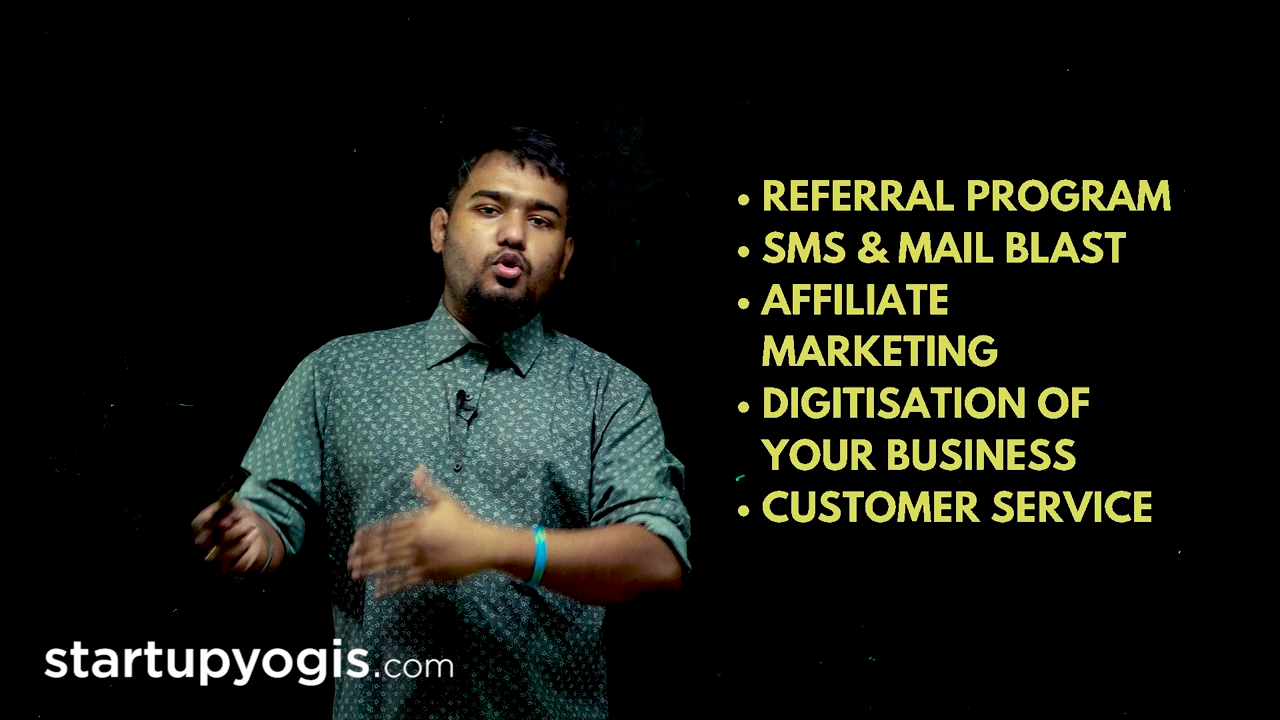 • REFERRAL PROGRAM
• SMS & MAIL BLAST
• AFFILIATE
MARKETING
• DIGITISATION OF
YOUR BUSINESS
• CUSTOMER SERVICE
startupyogis.com